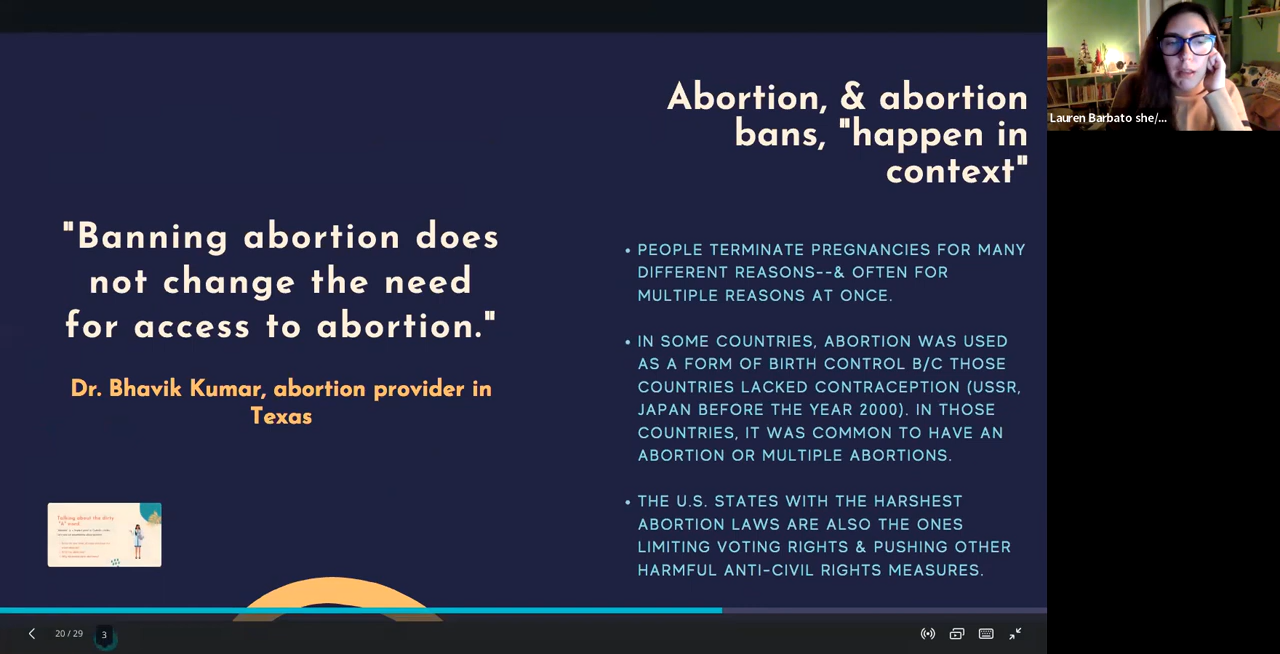 Abortion, & abortion
bans, "happen in
context"
"Banning abortion does
not change the need
for access to abortion."
Dr. Bhavik Kumar, abortion provider in
Texas
• PEOPLE TERMINATE PREGNANCIES FOR MANY
DIFFERENT REASONS--& OFTEN FOR
MULTIPLE REASONS AT ONCE.
• IN SOME COUNTRIES, ABORTION WAS USED
AS A FORM OF BIRTH CONTROL B/C THOSE
COUNTRIES LACKED CONTRACEPTION (USSR,
JAPAN BEFORE THE YEAR 2000). IN THOSE
COUNTRIES, IT WAS COMMON TO HAVE AN
ABORTION OR MULTIPLE ABORTIONS.
• THE U.S. STATES WITH THE HARSHEST
ABORTION LAWS ARE ALSO THE ONES
LIMITING VOTING RIGHTS & PUSHING OTHER
HARMFUL ANTI-CIVIL RIGHTS MEASURES.
Talking about the dirty
"A" word
20 / 29
3
Lauren Barbato she/...